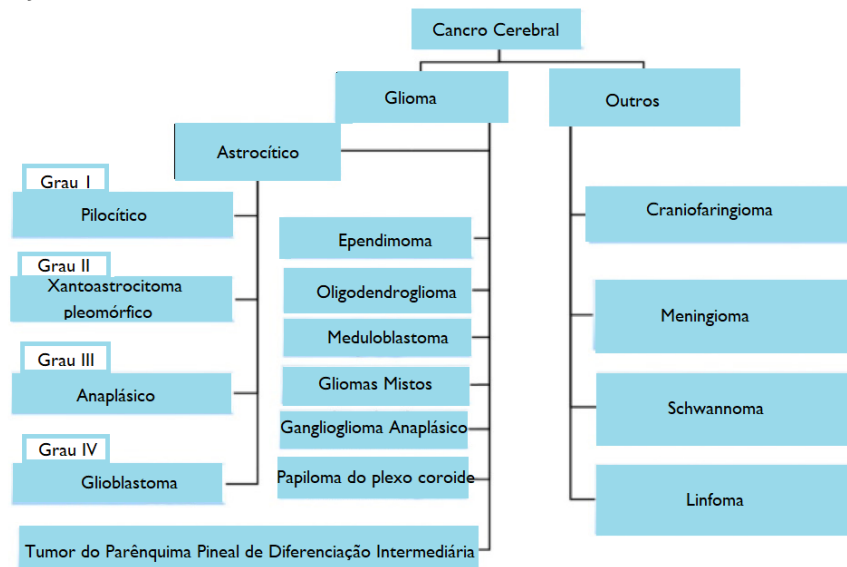 Cancro Cerebral
Glioma
Outros
Astrocítico
Grau I
Pilocítico
Grau II
Xantoastrocitoma
pleomórfico
Grau III
Anaplásico
Grau IV
Glioblastoma
Ependimoma
Oligodendroglioma
Meduloblastoma
Gliomas Mistos
Ganglioglioma Anaplásico
Papiloma do plexo coroide
Tumor do Parênquima Pineal de Diferenciação Intermediária
Craniofaringioma
Meningioma
Schwannoma
Linfoma